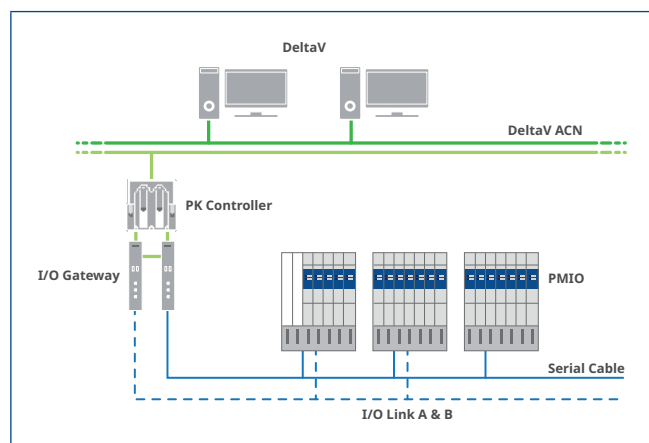 DeltaV
DeltaV ACN
PK Controller
I/O Gateway
PMIO
Serial Cable
I/O Link A & B